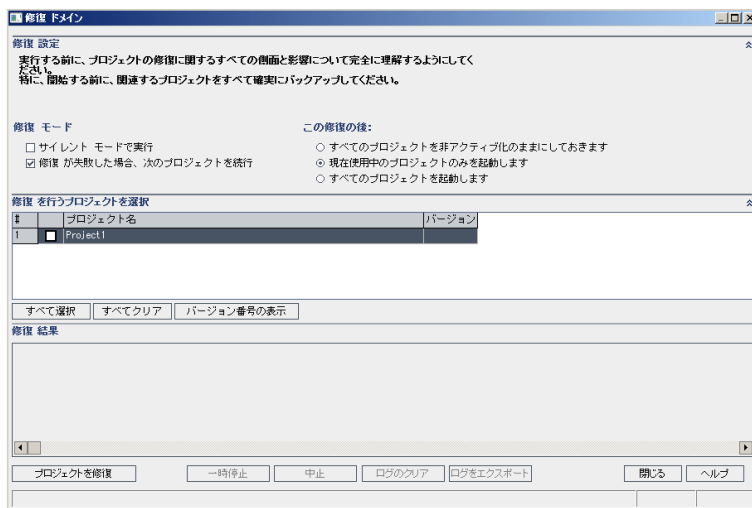 修復 ドメイン
修復 設定
実行する前に、プロジェクトの修復に関するすべての側面と影響について完全に理解するようにしてく
ださい。
特に、開始する前に、関連するプロジェクトをすべて確実にバックアップしてください。
修復 モード
この修復の後:
サイレント モードで実行
すべてのプロジェクトを非アクティブ化のままにしておきます
修復 が失敗した場合、次のプロジェクトを続行
現在使用中のプロジェクトのみを起動します
すべてのプロジェクトを起動します
修復 を行うプロジェクトを選択
# プロジェクト名 バージョン
1 Project1
すべて選択 すべてクリア バージョン番号の表示
修復 結果
プロジェクトを修復 一時停止 中止 ログのクリア ログをエクスポート 閉じる ヘルプ